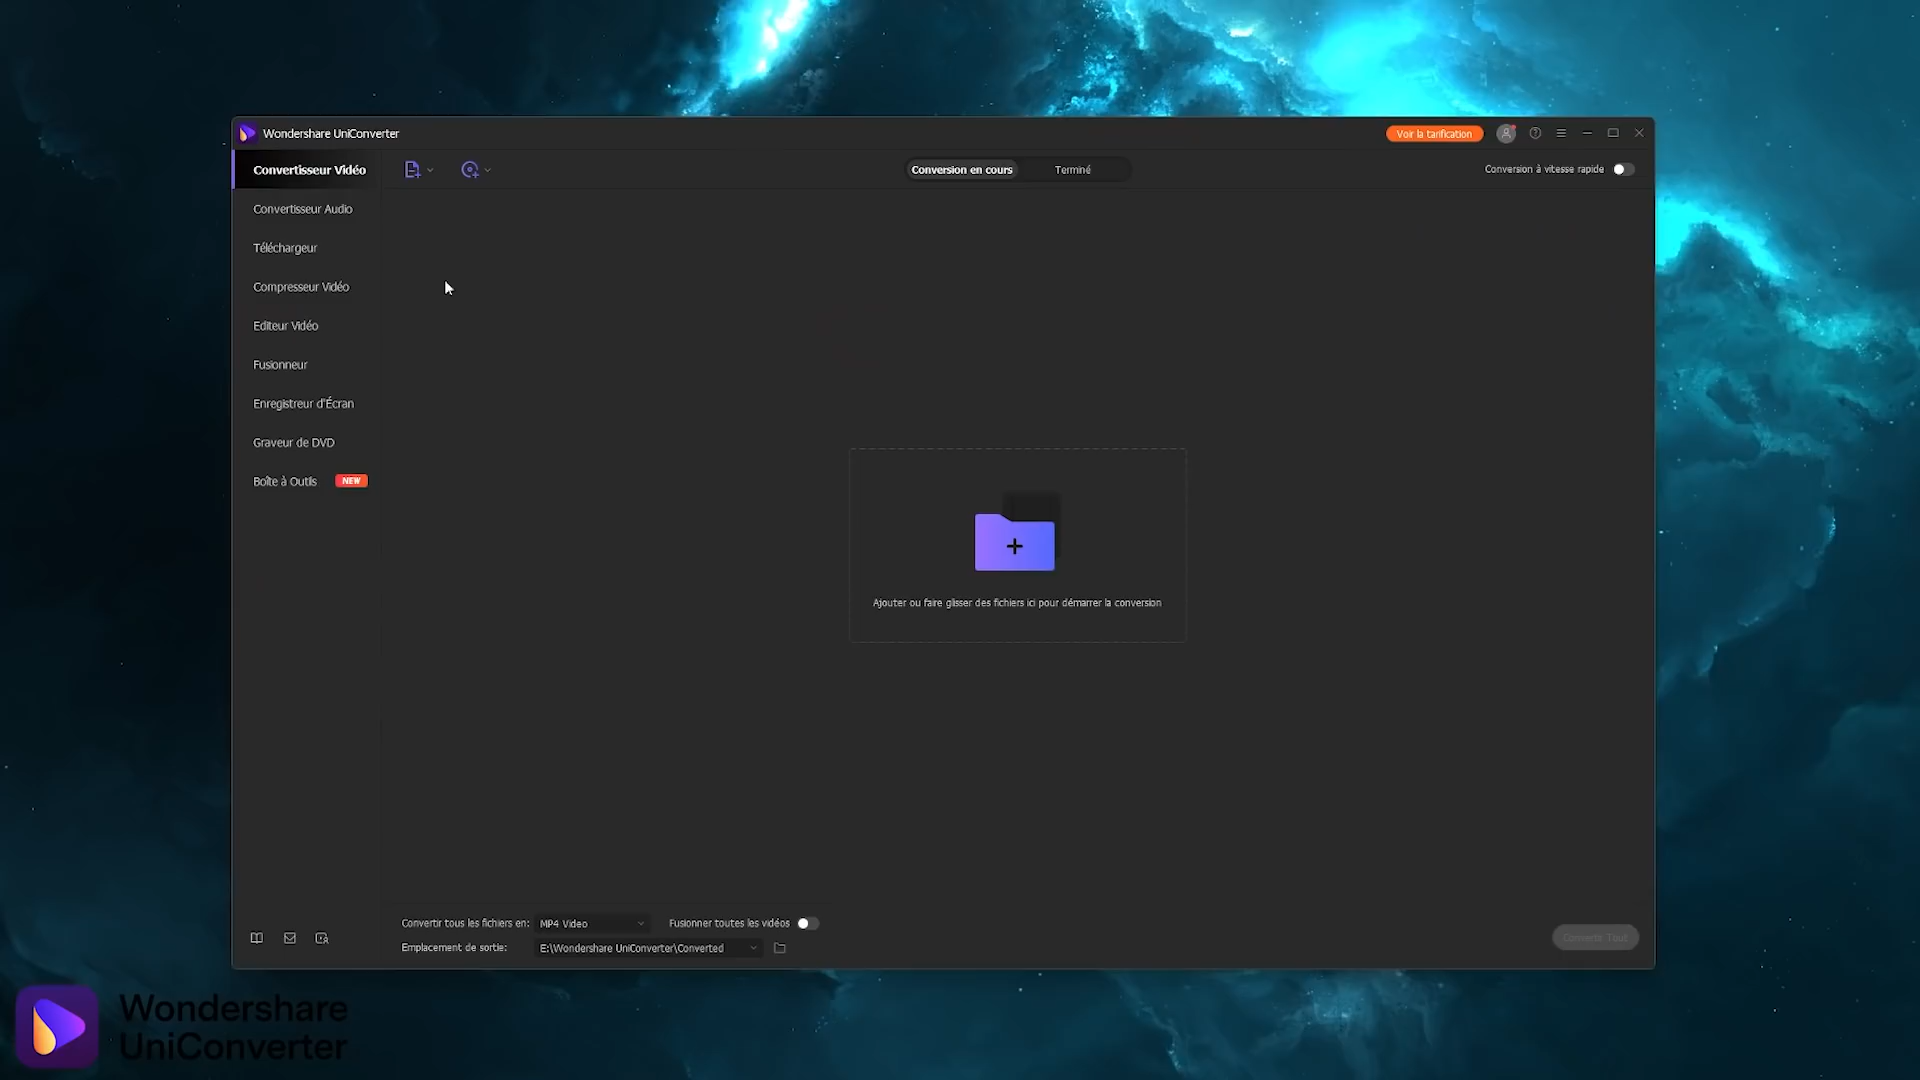 Wondershare UniConverter
Voir la tarification
Convertisseur Vidéo
Conversion en cours
Terminé
Conversion à vitesse rapide
Convertisseur Audio
Téléchargeur
Compresseur Vidéo
Editeur Vidéo
Fusionneur
Enregistreur d'Écran
Graveur de DVD
Boîte à Outils
NEW
Ajouter ou faire glisser des fichiers ici pour démarrer la conversion
Convertir tous les fichiers en:
MP4 Video
Fusionner toutes les vidéos
Emplacement de sortie:
E:\Wondershare UniConverter\Converted
Convertir Tous
Wondershare
UniConverter